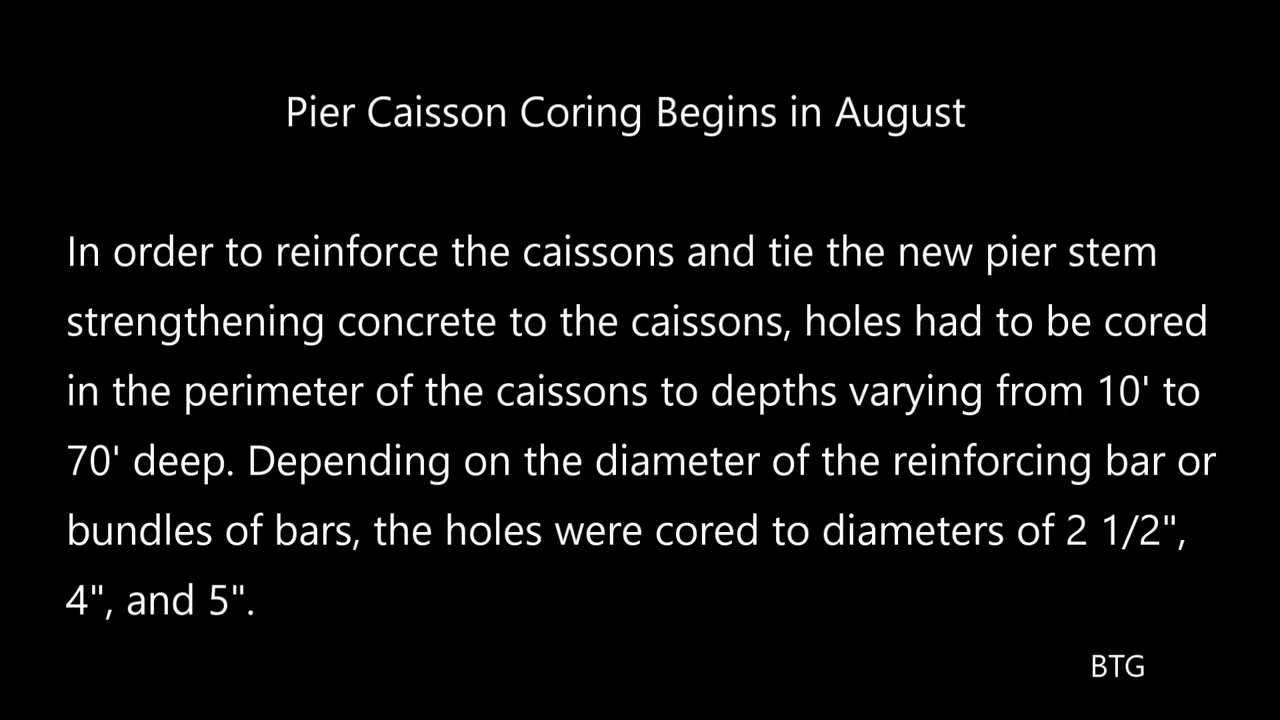 Pier Caisson Coring Begins in August
In order to reinforce the caissons and tie the new pier stem
strengthening concrete to the caissons, holes had to be cored
in the perimeter of the caissons to depths varying from 10' to
70' deep. Depending on the diameter of the reinforcing bar or
bundles of bars, the holes were cored to diameters of 2 1/2",
4", and 5".
BTG